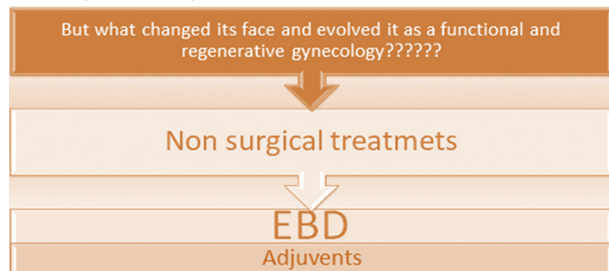 But what changed its face and evolved it as a functional and
regenerative gynecology??????
Non surgical treatmets
EBD
Adjuvents